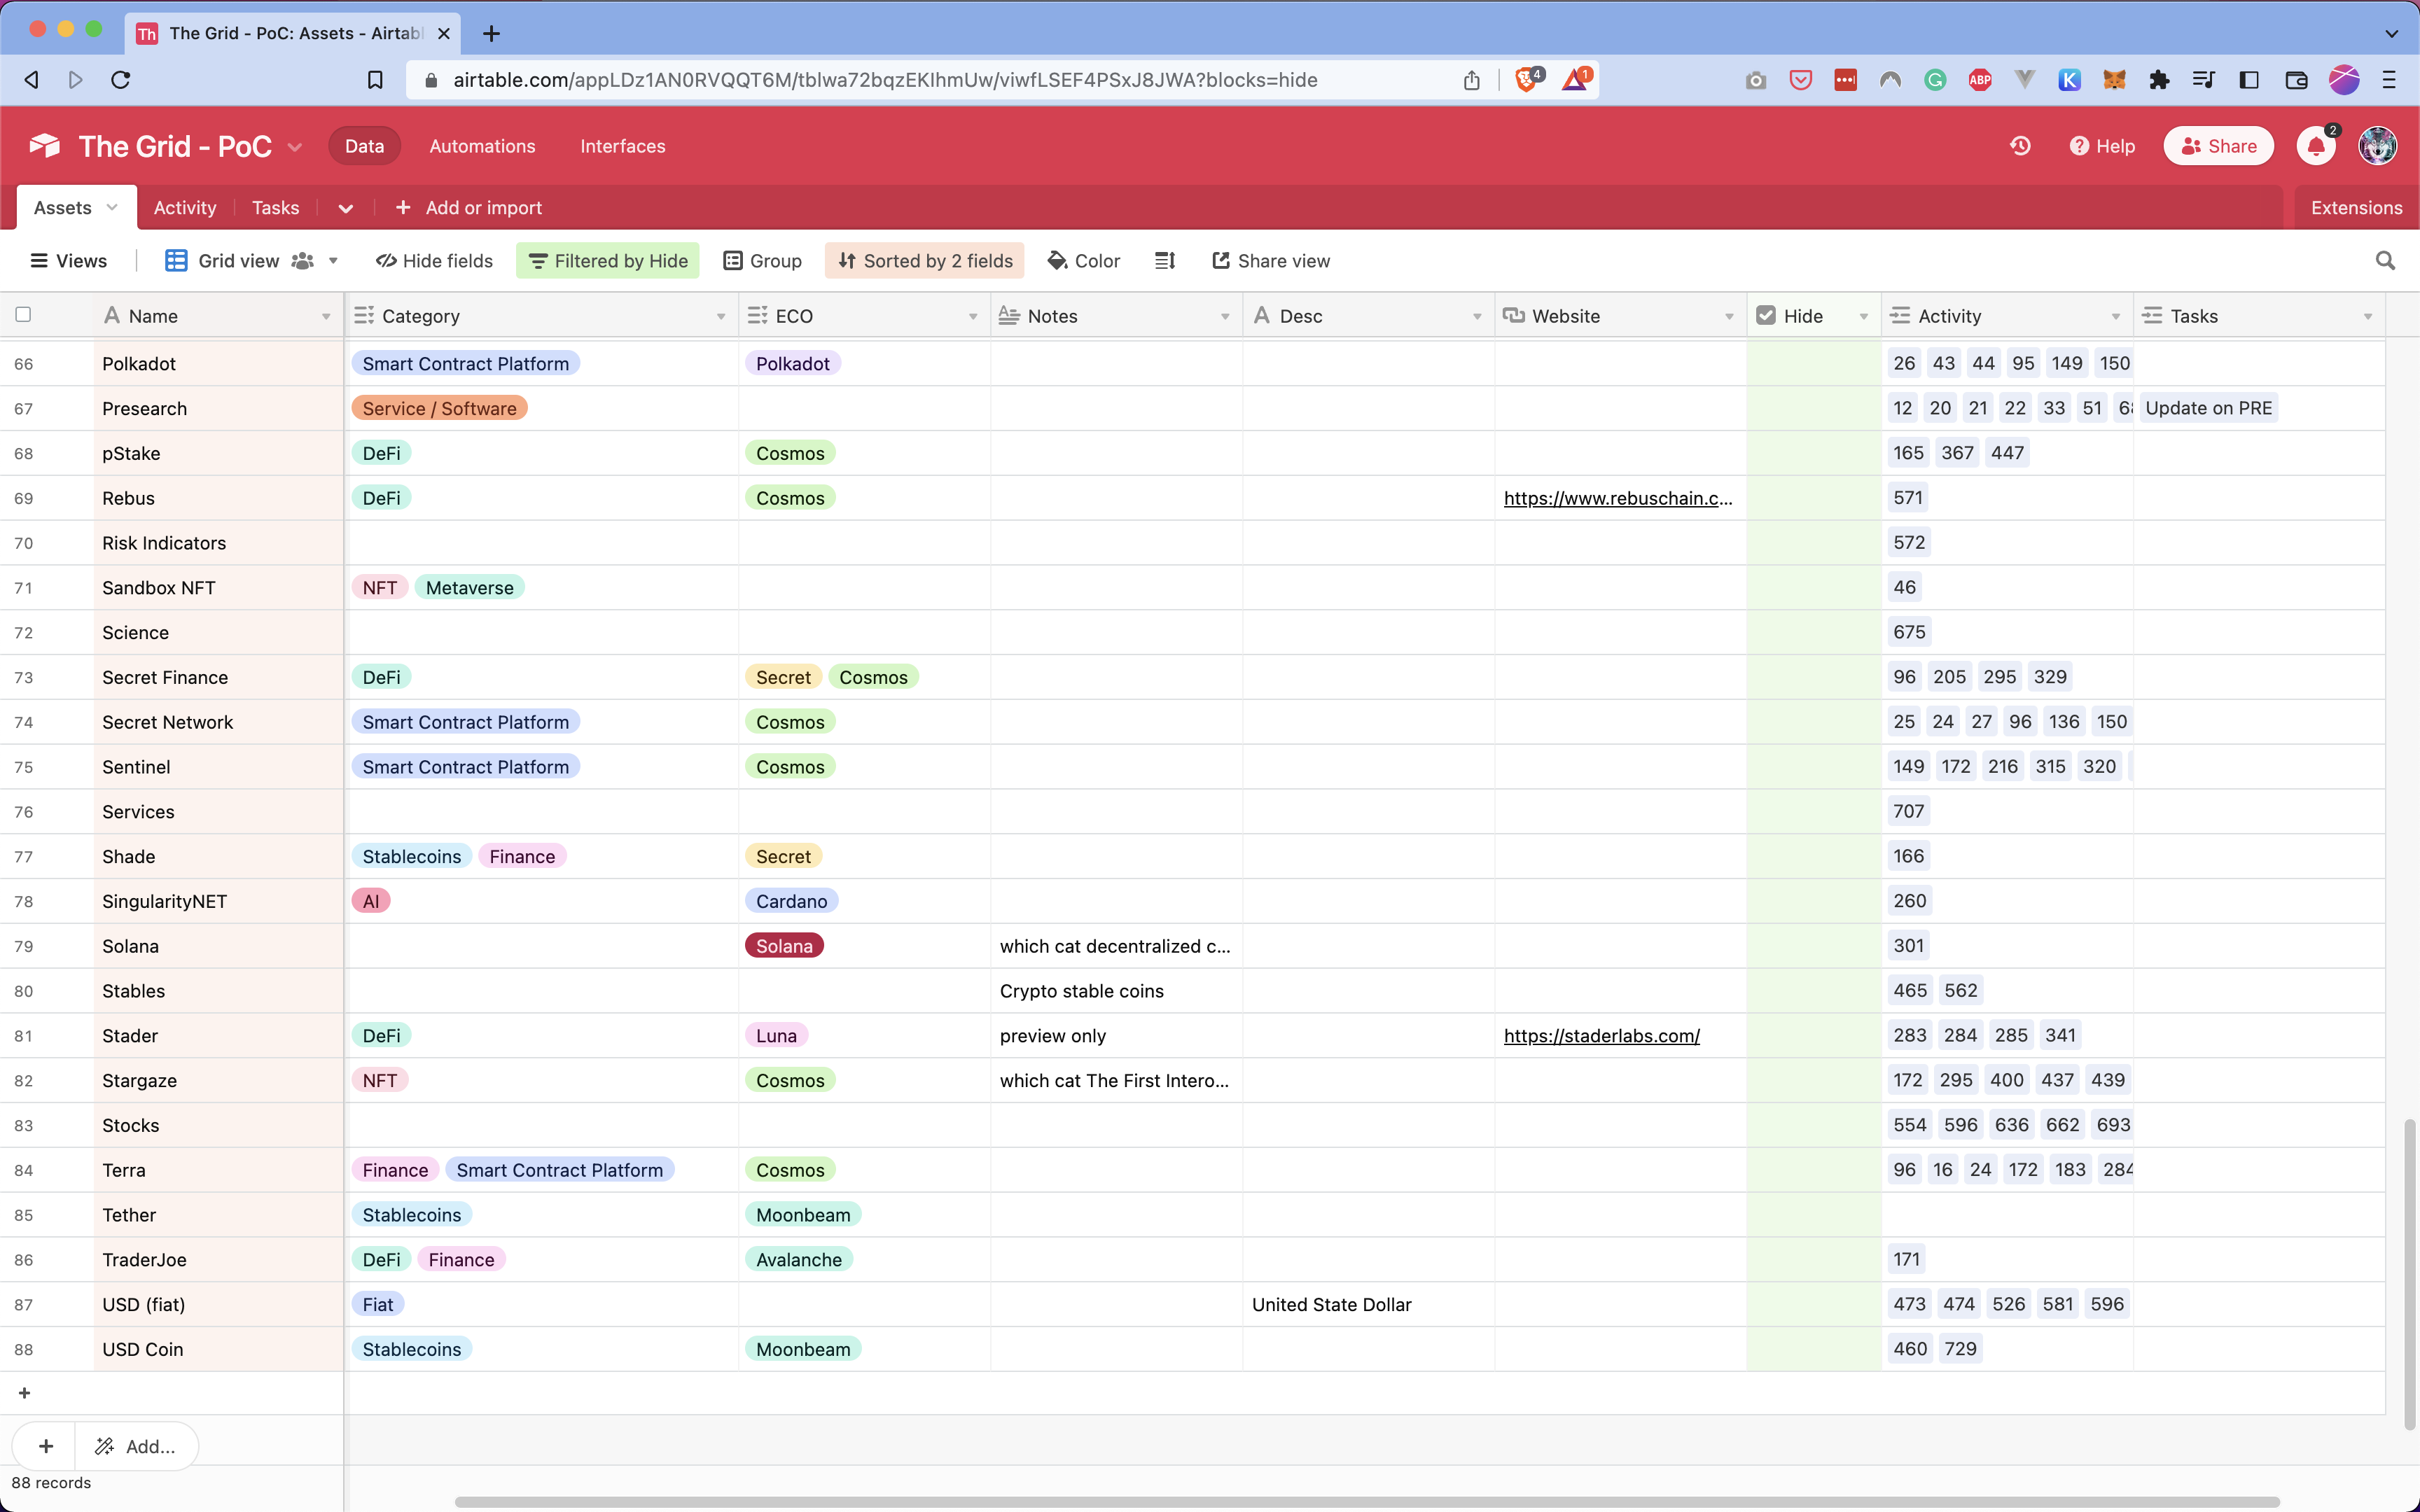 The Grid - PoC: Assets - Airtabl
airtable.com/appLDz1AN0RVQQT6M/tblwa72bqzEKIhmUw/viwfLSEF4PSxJ8JWA?blocks=hide 4 1 ABP K
The Grid - PoC Data Automations Interfaces Help Share 2
Assets Activity Tasks + Add or import Extensions
Views Grid view Hide fields Filtered by Hide Group Sorted by 2 fields Color Share view
Name Category ECO Notes Desc Website Hide Activity Tasks
66 Polkadot Smart Contract Platform Polkadot 26 43 44 95 149 150
67 Presearch Service / Software 12 20 21 22 33 51 Update on PRE
68 pStake DeFi Cosmos 165 367 447
69 Rebus DeFi Cosmos https://www.rebuschain.c... 571
70 Risk Indicators 572
71 Sandbox NFT NFT Metaverse 46
72 Science 675
73 Secret Finance DeFi Secret Cosmos 96 205 295 329
74 Secret Network Smart Contract Platform Cosmos 25 24 27 96 136 150
75 Sentinel Smart Contract Platform Cosmos 149 172 216 315 320
76 Services 707
77 Shade Stablecoins Finance Secret 166
78 SingularityNET AI Cardano 260
79 Solana Solana which cat decentralized c... 301
80 Stables Crypto stable coins 465 562
81 Stader DeFi Luna preview only https://staderlabs.com/ 283 284 285 341
82 Stargaze NFT Cosmos which cat The First Intero... 172 295 400 437 439
83 Stocks 554 596 636 662 693
84 Terra Finance Smart Contract Platform Cosmos 96 16 24 172 183 284
85 Tether Stablecoins Moonbeam
86 TraderJoe DeFi Finance Avalanche 171
87 USD (fiat) Fiat United State Dollar 473 474 526 581 596
88 USD Coin Stablecoins Moonbeam 460 729
+
+ Add...
88 records